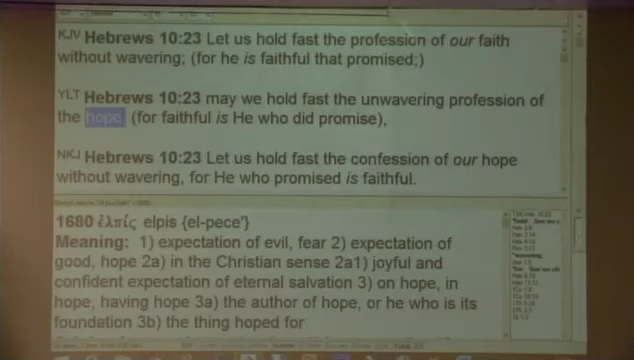 KJV Hebrews 10:23 Let us hold fast the profession of our faith
without wavering; (for he is faithful that promised;)
YLT Hebrews 10:23 may we hold fast the unwavering profession of
the hope (for faithful is He who did promise),
NKJ Hebrews 10:23 Let us hold fast the confession of our hope
without wavering, for He who promised is faithful.
1680 ἐλπίς elpis {el-pece'}
Meaning: 1) expectation of evil, fear 2) expectation of
good, hope 2a) in the Christian sense 2a1) joyful and
confident expectation of eternal salvation 3) on hope, in
hope, having hope 3a) the author of hope, or he who is its
foundation 3b) the thing hoped for